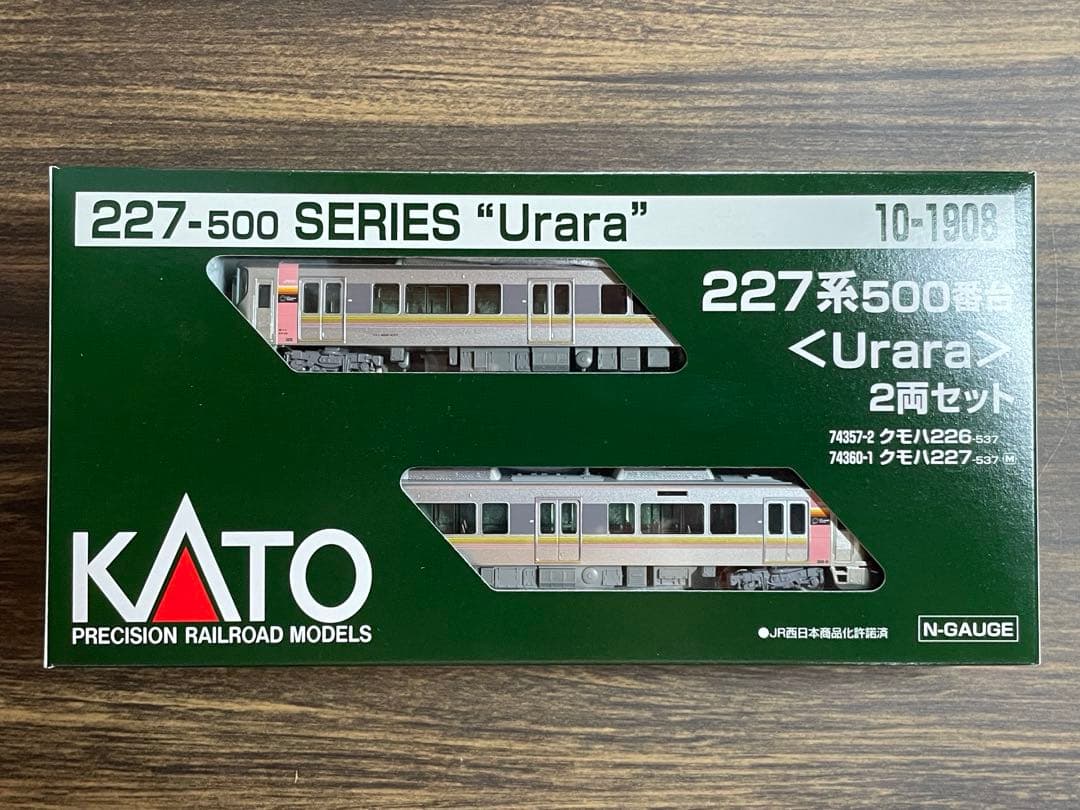 227-500 SERIES “Urara”
10-1908
227系500番台
<Urara>
2両セット
74357-2 クモハ226-537
74360-1 クモハ227-537 M
KATO
PRECISION RAILROAD MODELS
●JR西日本商品化許諾済
N-GAUGE